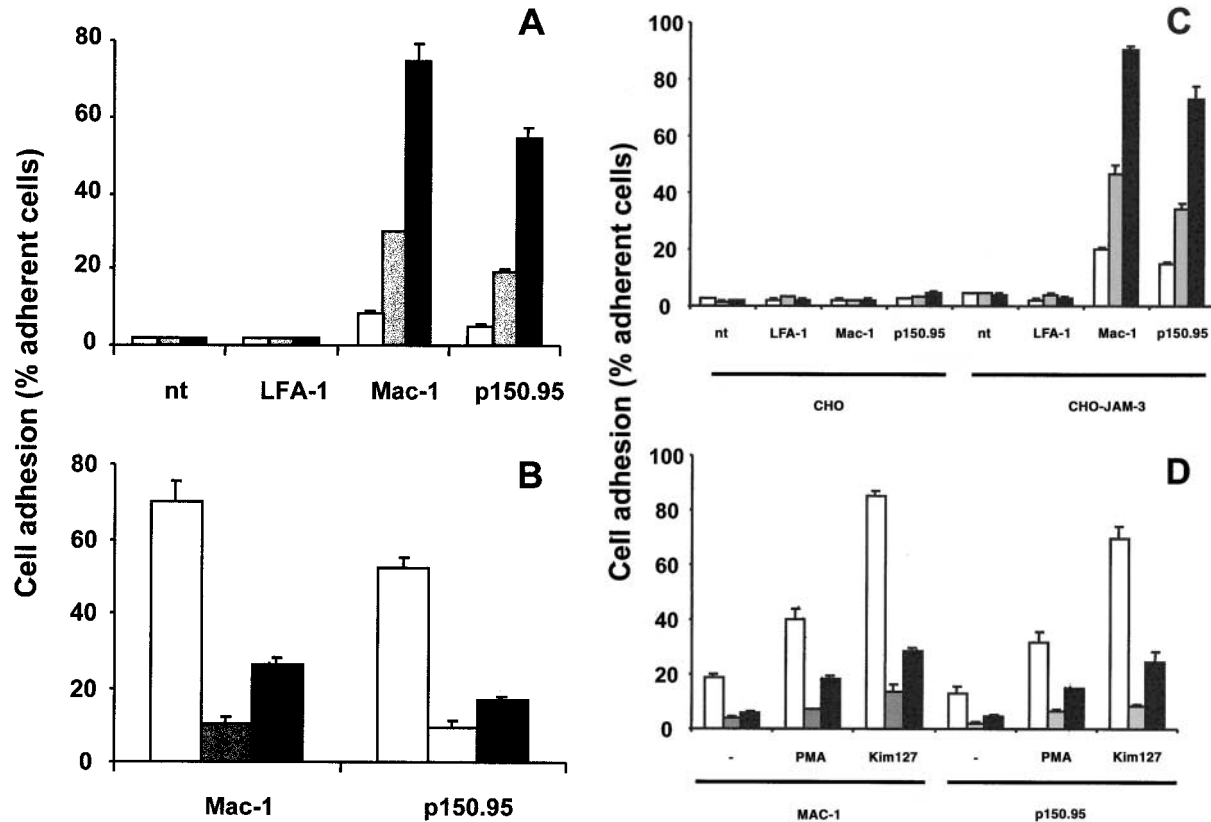 A
Cell adhesion (% adherent cells)
80
60
40
20
0
nt LFA-1 Mac-1 p150.95
B
80
60
40
20
0
Mac-1 p150.95
C
Cell adhesion (% adherent cells)
100
80
60
40
20
0
nt LFA-1 Mac-1 p150.95 nt LFA-1 Mac-1 p150.95
CHO CHO-JAM-3
D
100
80
60
40
20
0
- PMA Kim127 - PMA Kim127
MAC-1 p150.95